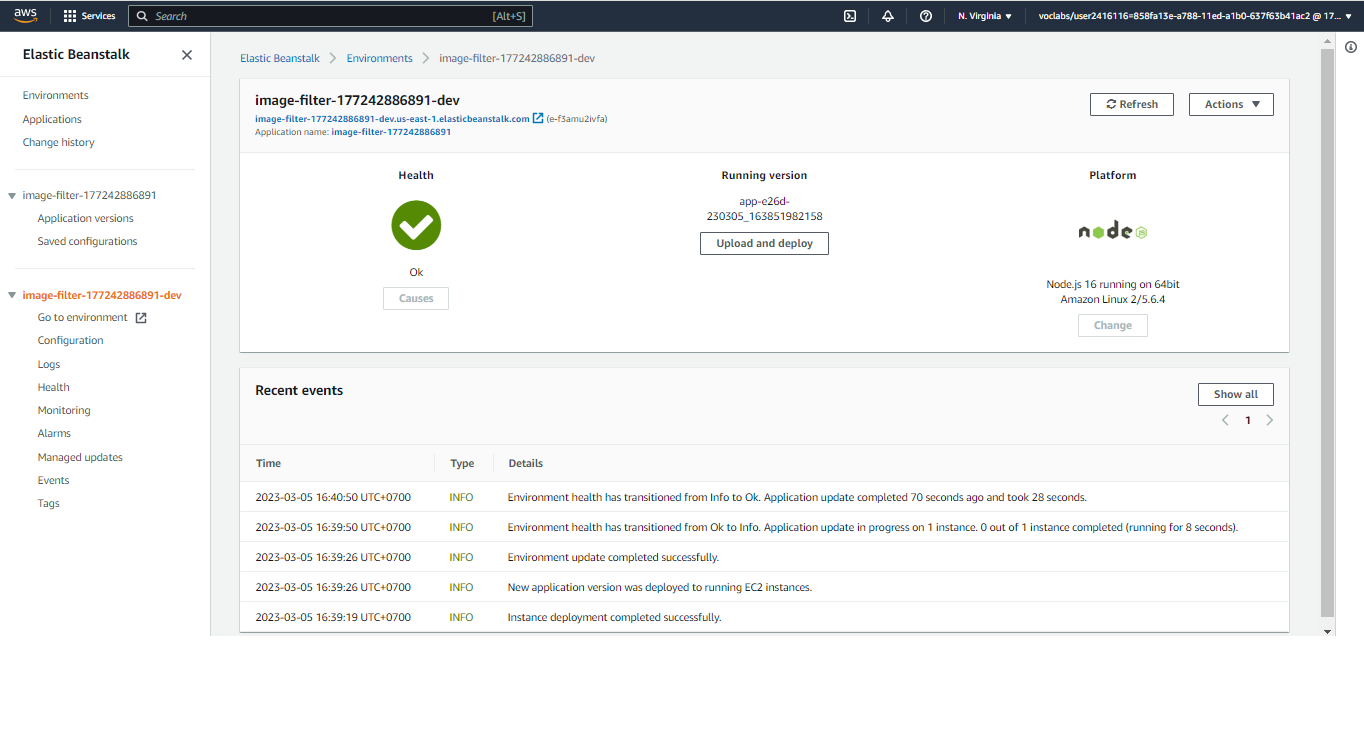 aws Services Search [Alt+S] N. Virginia voclabs/user2416116=858fa13e-a788-11ed-a1b0-637f63b41ac2 @ 17...
Elastic Beanstalk
Environments
Applications
Change history
image-filter-177242886891
Application versions
Saved configurations
image-filter-177242886891-dev
Go to environment
Configuration
Logs
Health
Monitoring
Alarms
Managed updates
Events
Tags
Elastic Beanstalk Environments image-filter-177242886891-dev
image-filter-177242886891-dev
image-filter-177242886891-dev.us-east-1.elasticbeanstalk.com (e-f3amu2ivfa)
Application name: image-filter-177242886891
Refresh Actions
Health
Ok
Causes
Running version
app-e26d-
230305_163851982158
Upload and deploy
Platform
node JS
Node.js 16 running on 64bit
Amazon Linux 2/5.6.4
Change
Recent events
Show all
1
Time Type Details
2023-03-05 16:40:50 UTC+0700 INFO Environment health has transitioned from Info to Ok. Application update completed 70 seconds ago and took 28 seconds.
2023-03-05 16:39:50 UTC+0700 INFO Environment health has transitioned from Ok to Info. Application update in progress on 1 instance. 0 out of 1 instance completed (running for 8 seconds).
2023-03-05 16:39:26 UTC+0700 INFO Environment update completed successfully.
2023-03-05 16:39:26 UTC+0700 INFO New application version was deployed to running EC2 instances.
2023-03-05 16:39:19 UTC+0700 INFO Instance deployment completed successfully.